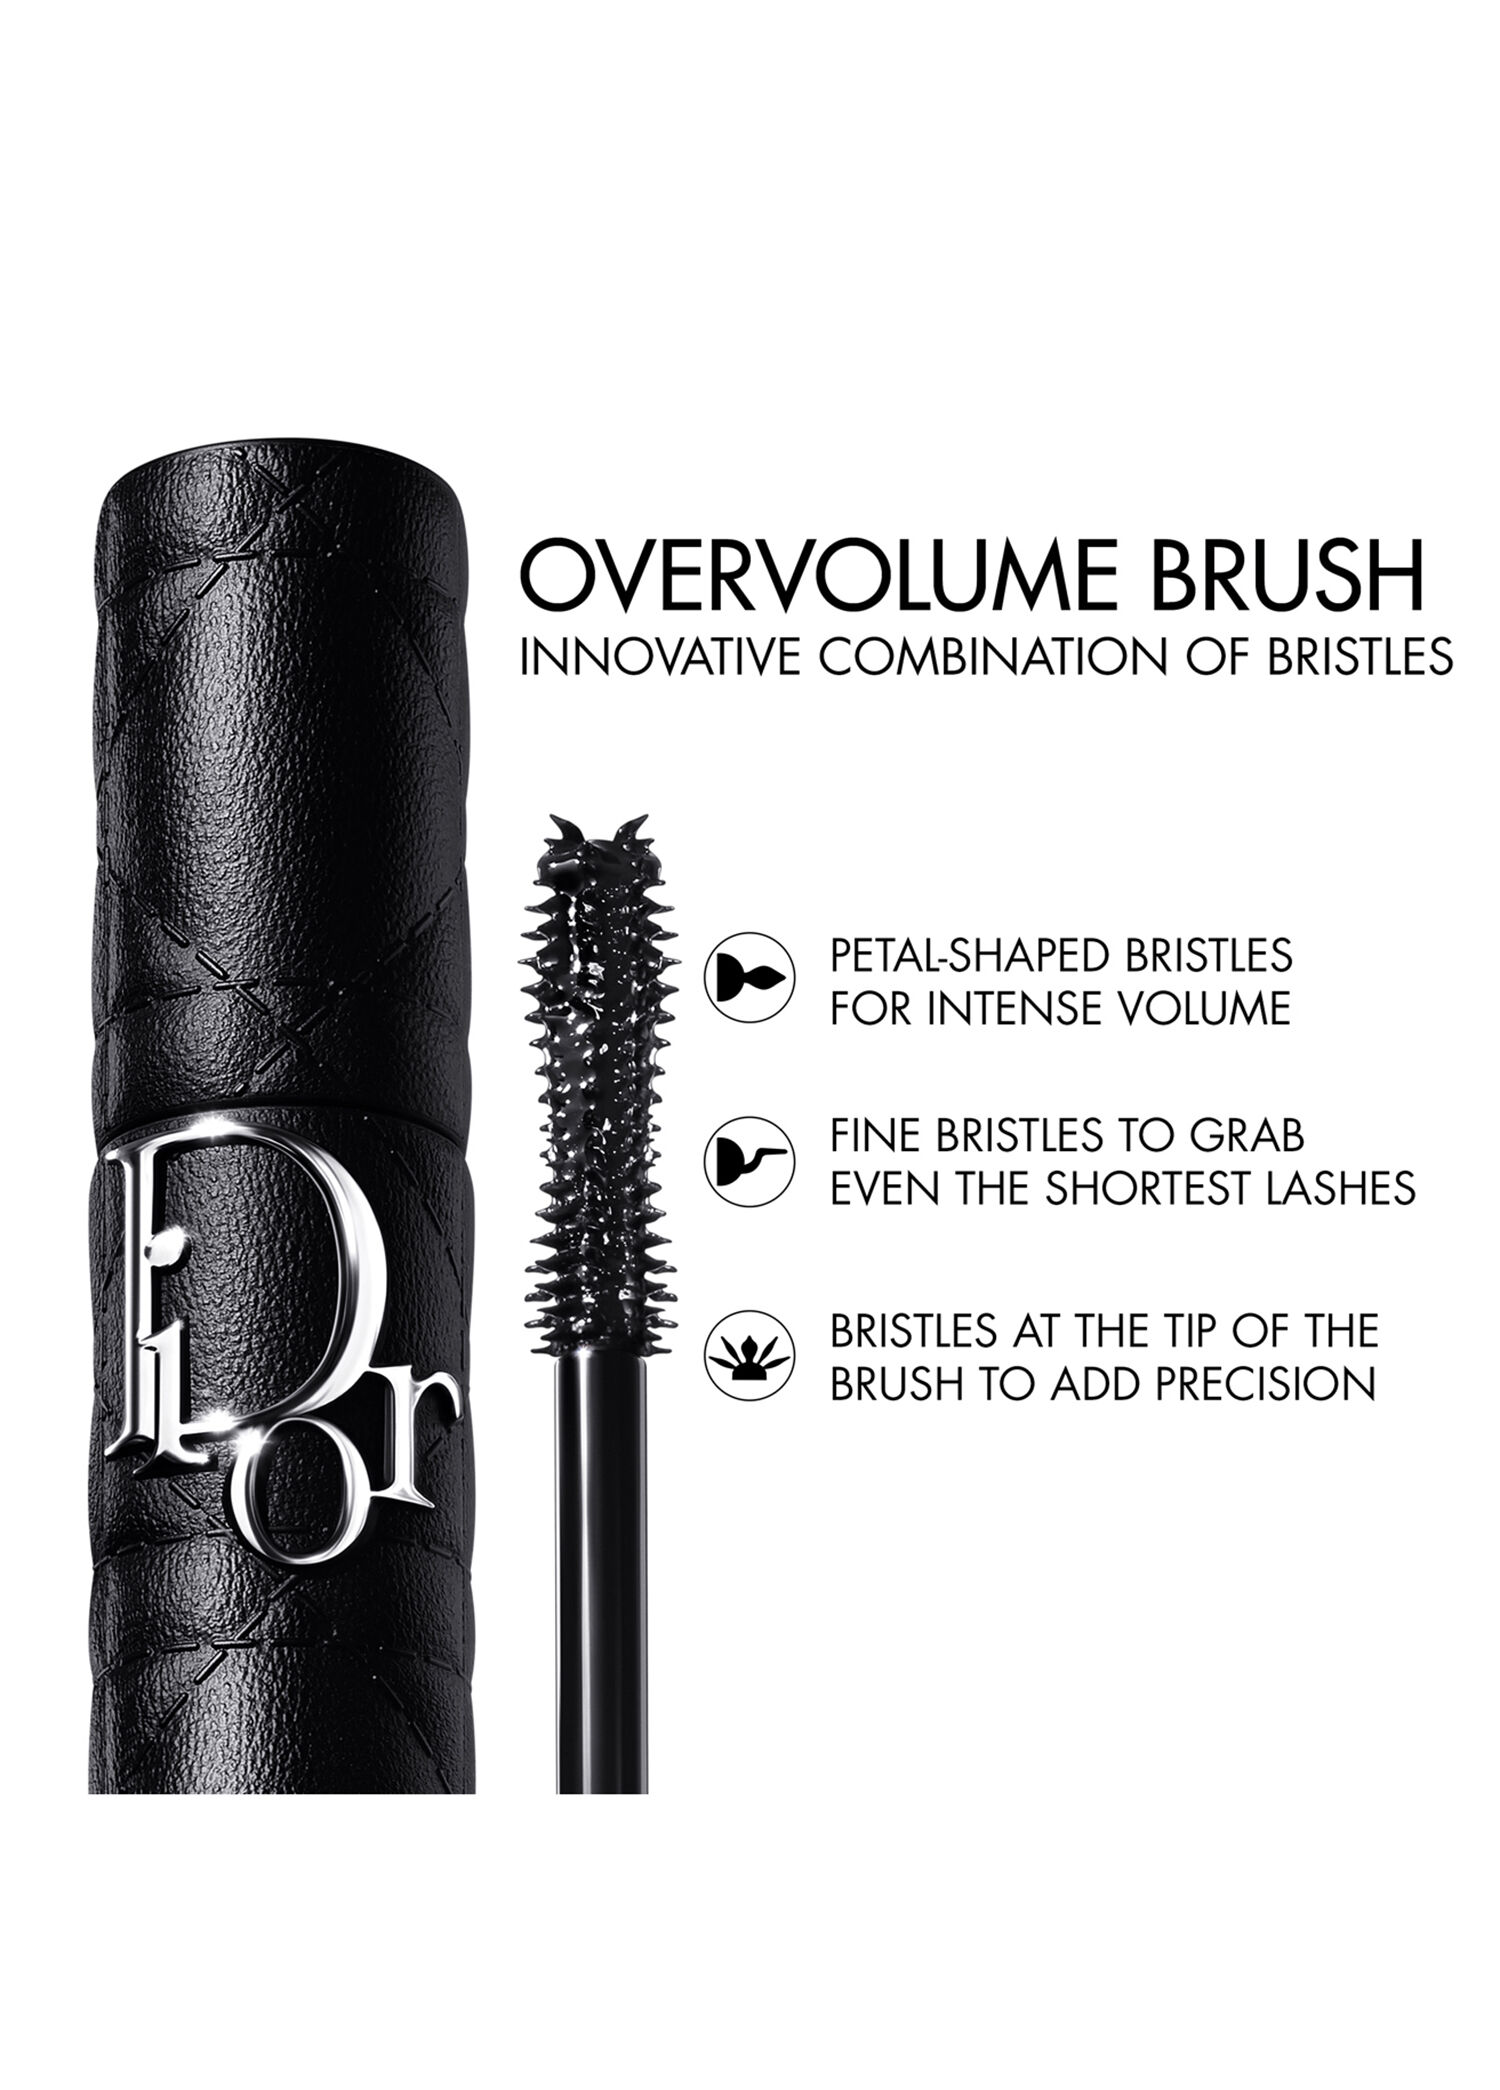 OVERVOLUME BRUSH
INNOVATIVE COMBINATION OF BRISTLES
PETAL-SHAPED BRISTLES
FOR INTENSE VOLUME
FINE BRISTLES TO GRAB
EVEN THE SHORTEST LASHES
Dior
BRISTLES AT THE TIP OF THE
BRUSH TO ADD PRECISION